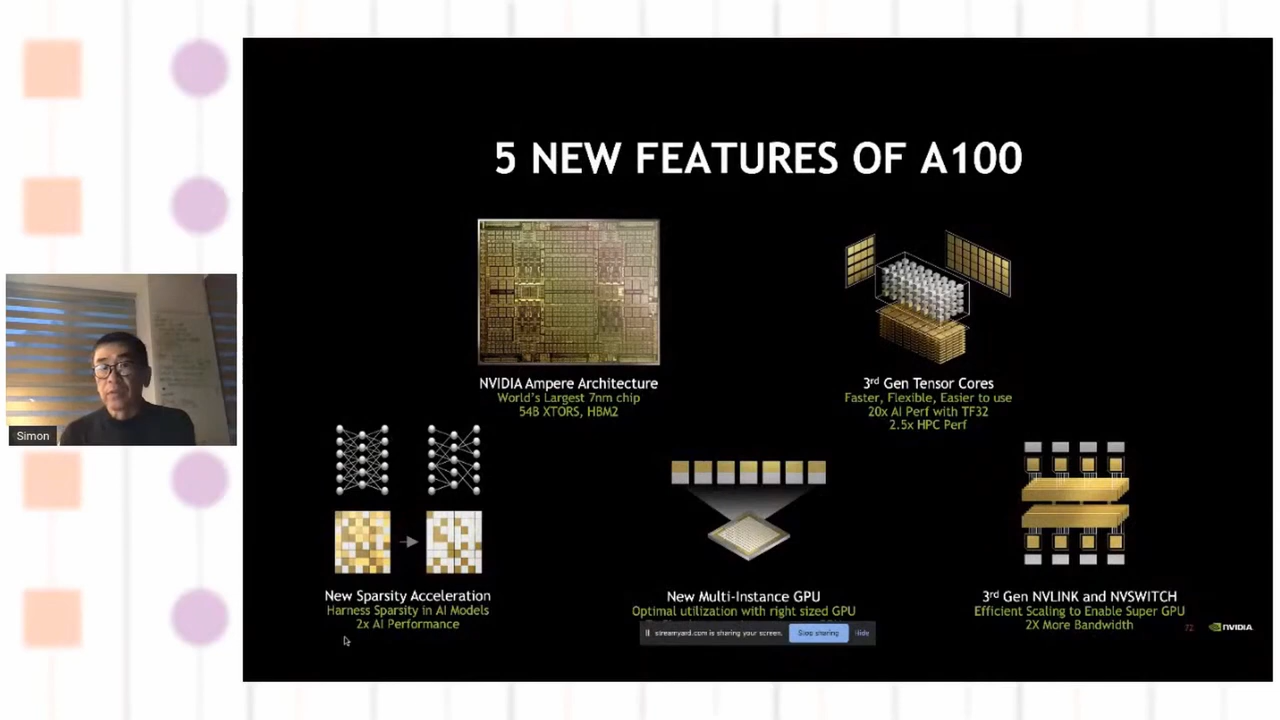 5 NEW FEATURES OF A100
NVIDIA Ampere Architecture
World's Largest 7nm chip
54B XTORS, HBM2
3rd Gen Tensor Cores
Faster, Flexible, Easier to use
20x AI Perf with TF32
2.5x HPC Perf
Simon
New Sparsity Acceleration
Harness Sparsity in AI Models
2x AI Performance
New Multi-Instance GPU
Optimal utilization with right sized GPU
3rd Gen NVLINK and NVSWITCH
Efficient Scaling to Enable Super GPU
2X More Bandwidth
streamyard.com is sharing your screen.
Stop sharing
Hide
72
NVIDIA